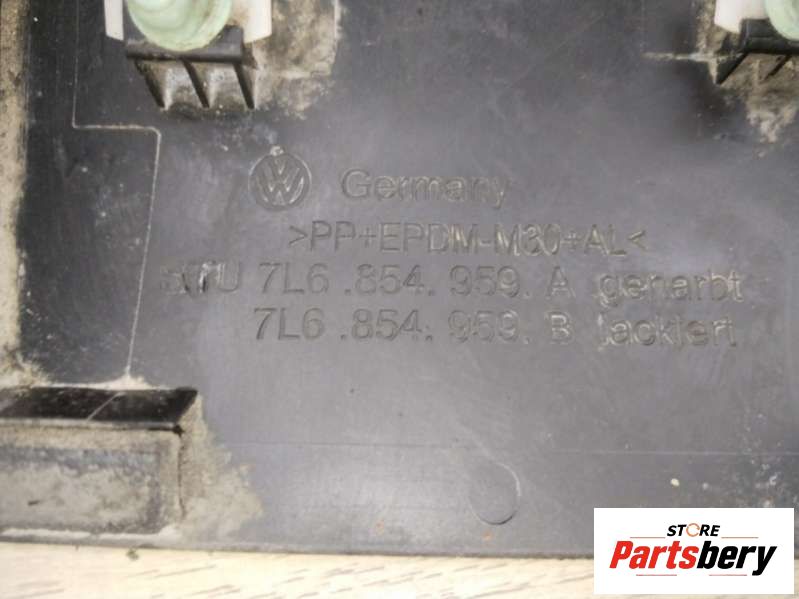 Germany
>PP+EPDM-M30+AL<
7L6.854.959.A genarbt
7L6.854.959.B lackiert
STORE
Partsbery